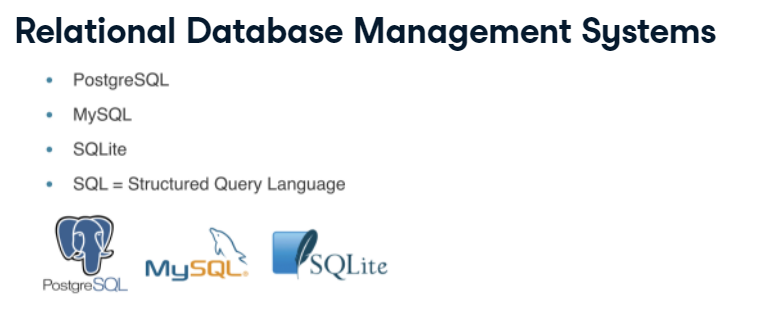 Relational Database Management Systems
• PostgreSQL
• MySQL
• SQLite
• SQL = Structured Query Language
PostgreSQL MySQL® SQLite